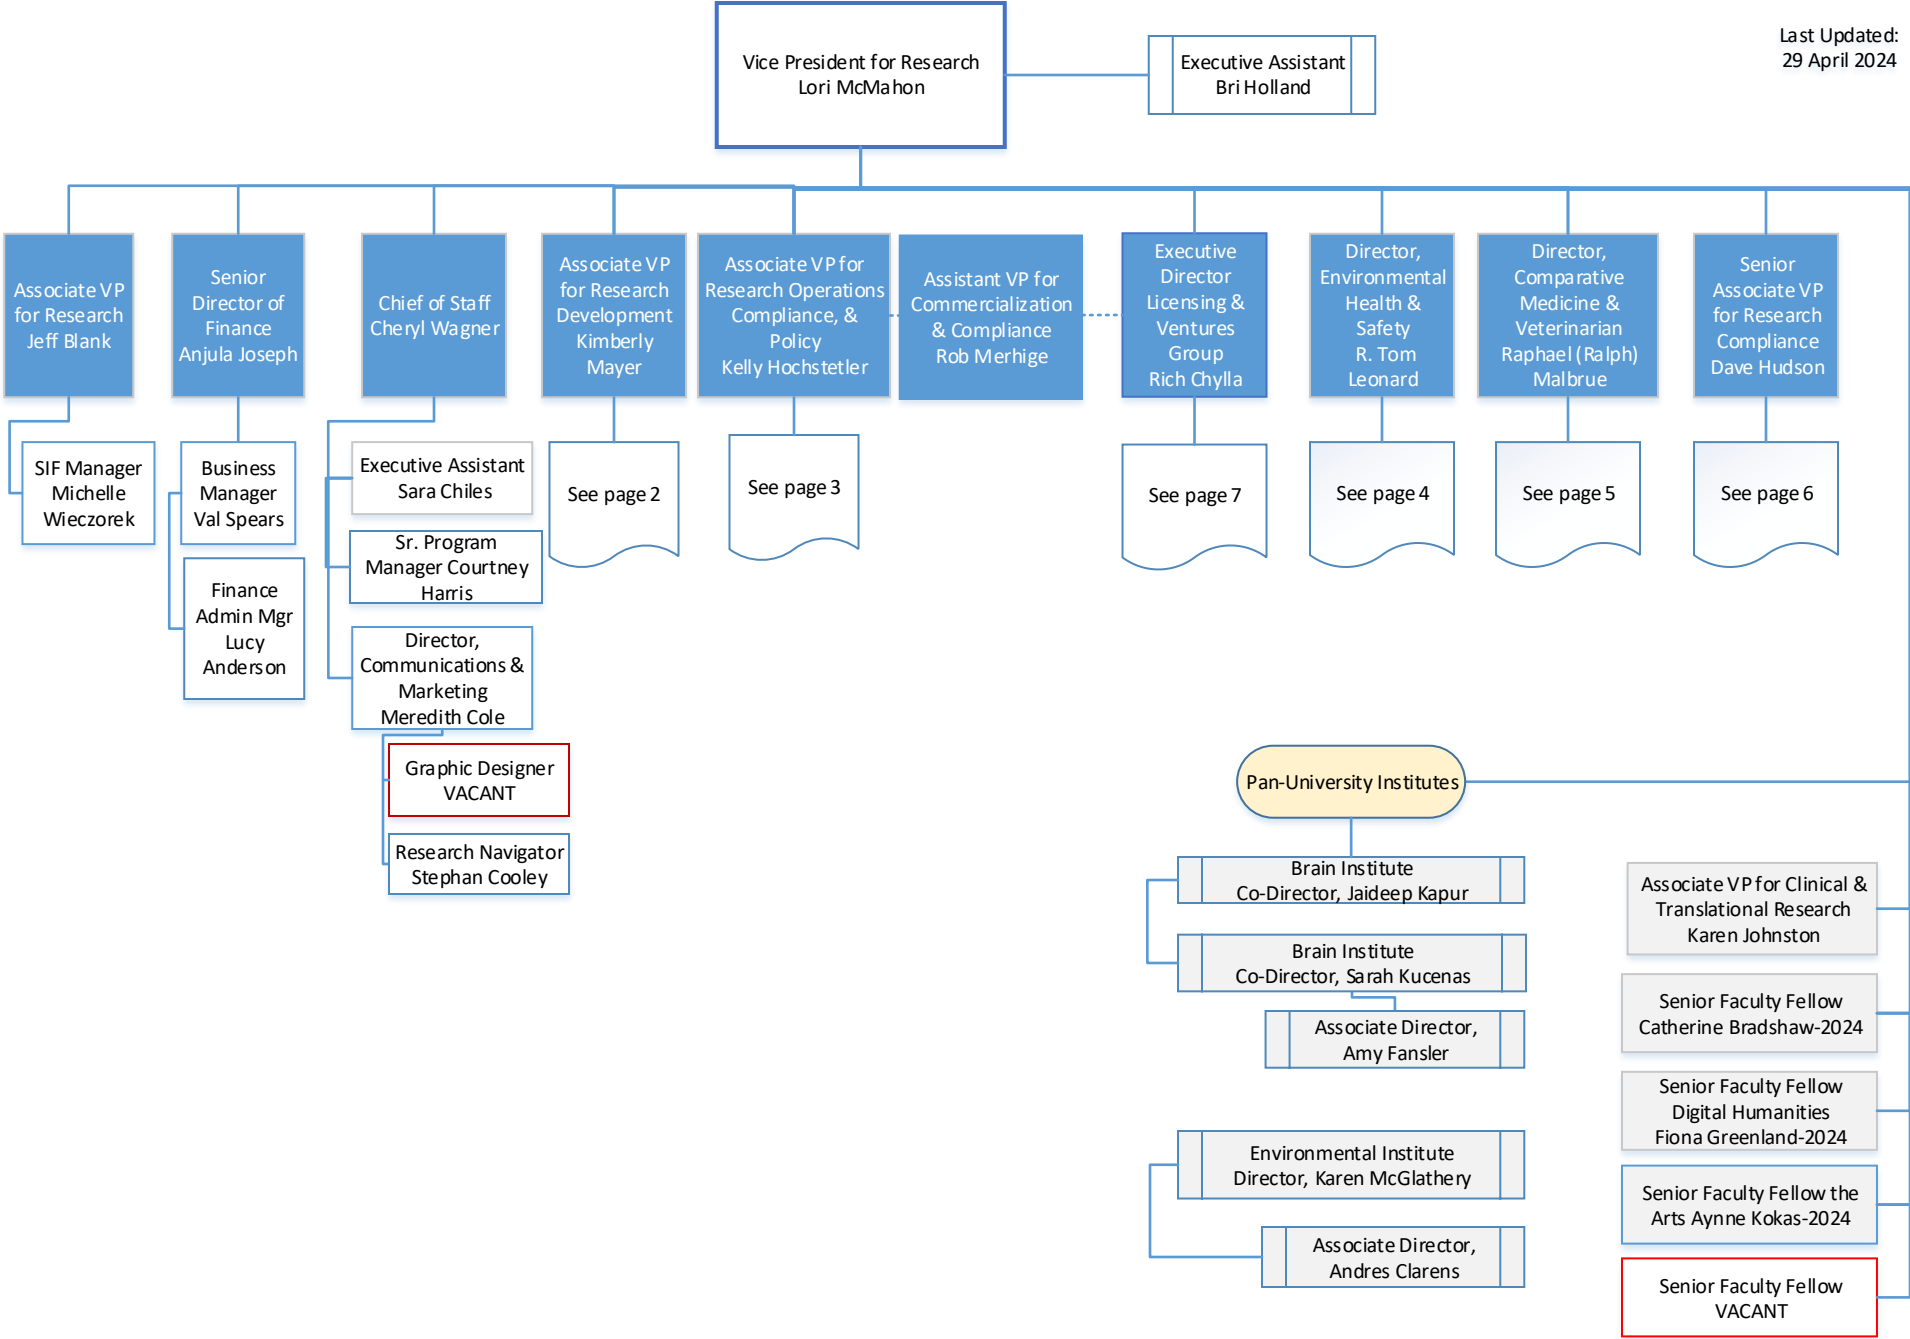 Vice President for Research
Lori McMahon
Executive Assistant
Bri Holland
Last Updated:
29 April 2024
Associate VP
for Research
Jeff Blank
Senior
Director of
Finance
Anjula Joseph
Chief of Staff
Cheryl Wagner
Associate VP
for Research
Development
Kimberly
Mayer
Associate VP for
Research Operations
Compliance, &
Policy
Kelly Hochstetler
Assistant VP for
Commercialization
& Compliance
Rob Merhige
Executive
Director
Licensing &
Ventures
Group
Rich Chylla
Director,
Environmental
Health &
Safety
R. Tom
Leonard
Director,
Comparative
Medicine &
Veterinarian
Raphael (Ralph)
Malbrue
Senior
Associate VP
for Research
Compliance
Dave Hudson
SIF Manager
Michelle
Wieczorek
Business
Manager
Val Spears
Finance
Admin Mgr
Lucy
Anderson
Executive Assistant
Sara Chiles
Sr. Program
Manager Courtney
Harris
Director,
Communications &
Marketing
Meredith Cole
Graphic Designer
VACANT
Research Navigator
Stephan Cooley
See page 2
See page 3
See page 7
See page 4
See page 5
See page 6
Pan-University Institutes
Brain Institute
Co-Director, Jaideep Kapur
Brain Institute
Co-Director, Sarah Kucenas
Associate Director,
Amy Fansler
Environmental Institute
Director, Karen McGlathery
Associate Director,
Andres Clarens
Associate VP for Clinical &
Translational Research
Karen Johnston
Senior Faculty Fellow
Catherine Bradshaw-2024
Senior Faculty Fellow
Digital Humanities
Fiona Greenland-2024
Senior Faculty Fellow the
Arts Aynne Kokas-2024
Senior Faculty Fellow
VACANT